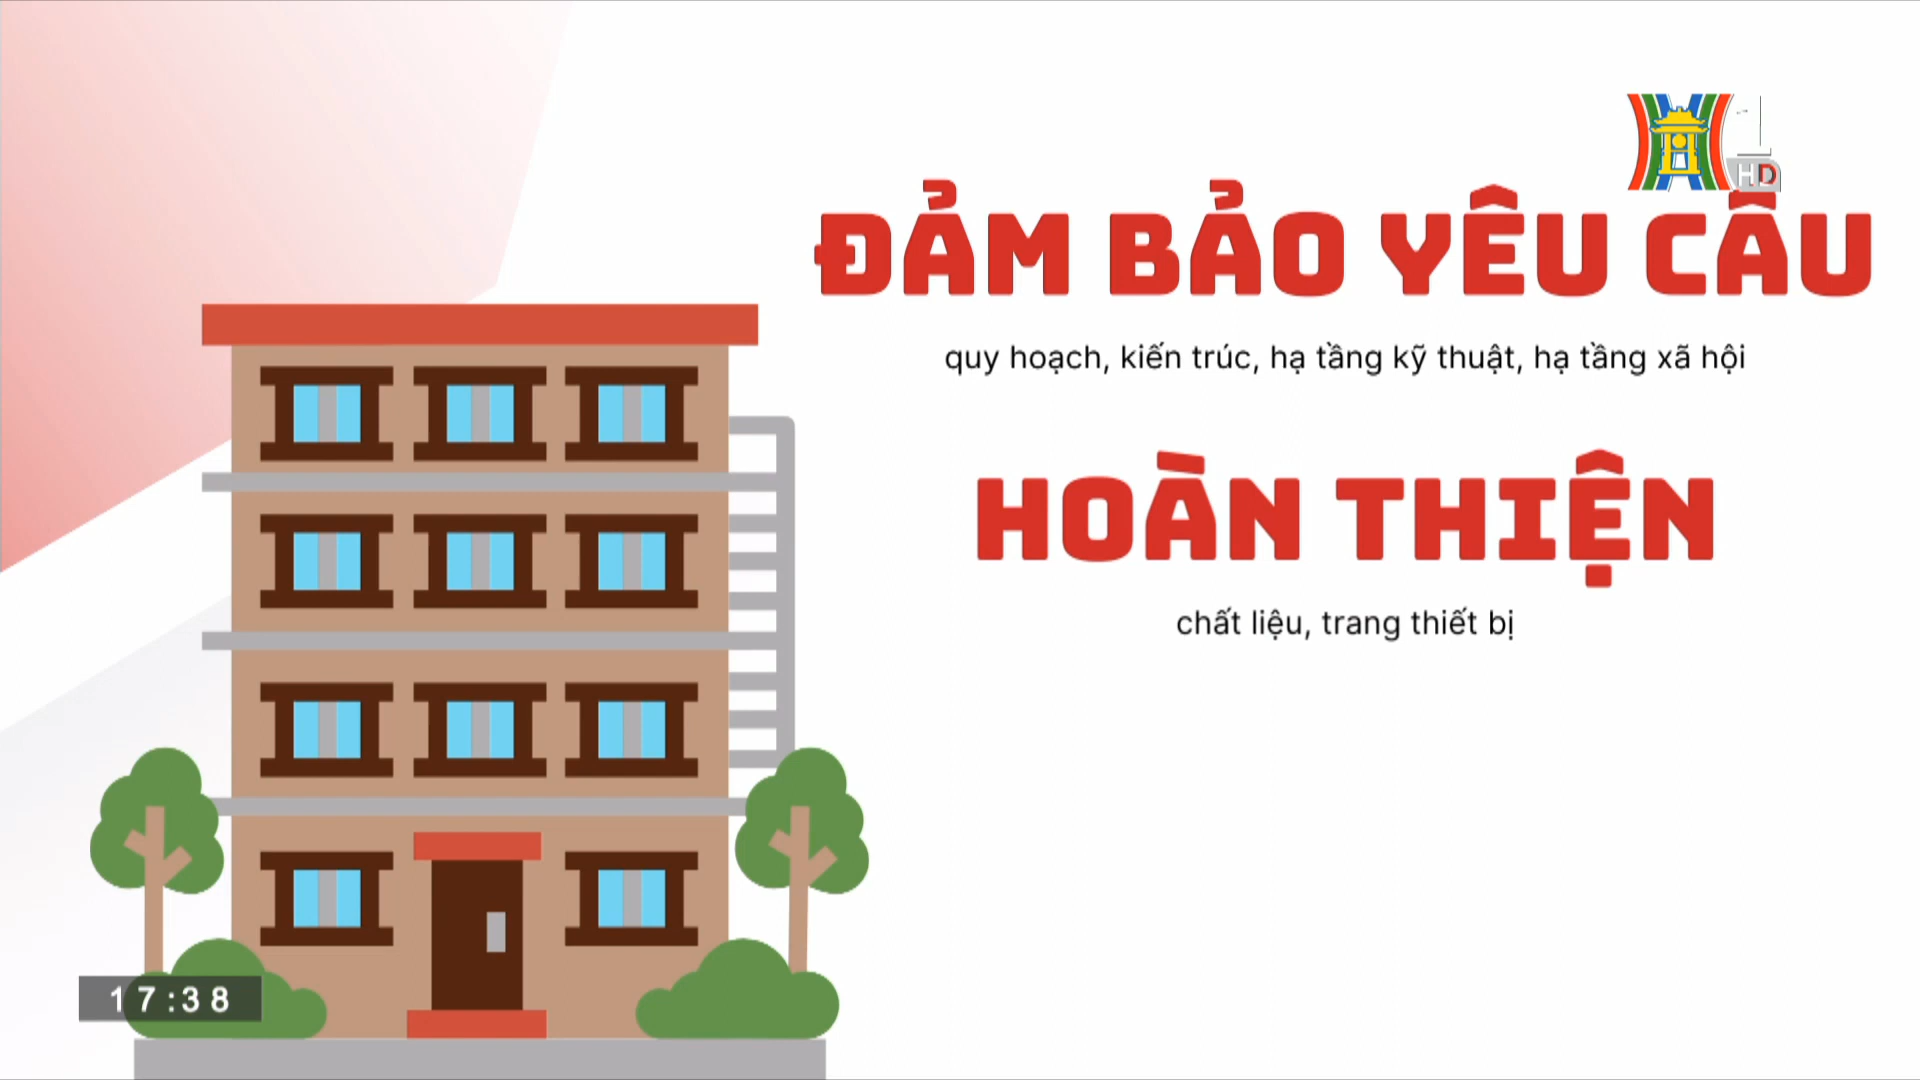 HD
ĐẢM BẢO YÊU CẦU
quy hoạch, kiến trúc, hạ tầng kỹ thuật, hạ tầng xã hội
HOÀN THIỆN
chất liệu, trang thiết bị
17:38